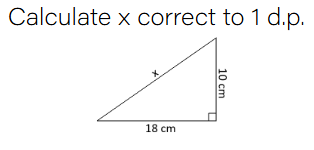 Calculate x correct to 1 d.p.
x
10 cm
18 cm